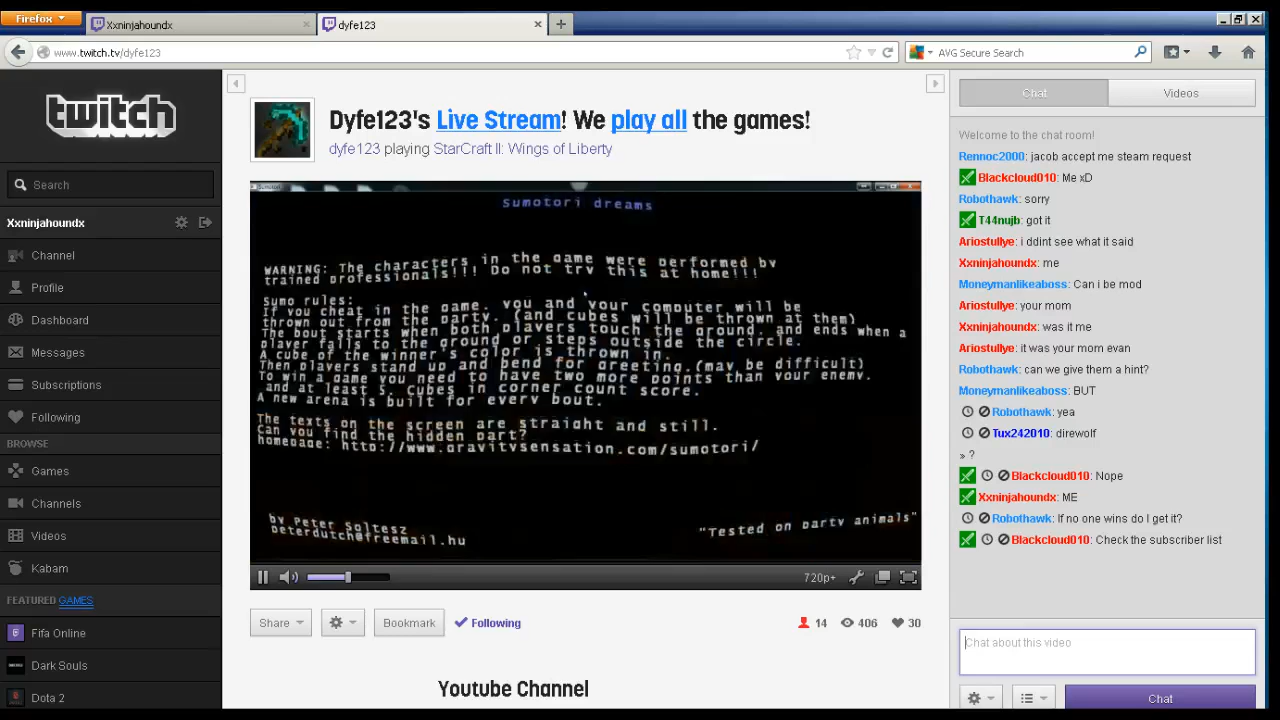 Firefox
Xxninjahoundx
dyfe123
www.twitch.tv/dyfe123
AVG Secure Search
twitch
Search
Xxninjahoundx
Channel
Profile
Dashboard
Messages
Subscriptions
Following
BROWSE
Games
Channels
Videos
Kabam
FEATURED GAMES
Fifa Online
Dark Souls
Dota 2
Dyfe123's Live Stream! We play all the games!
dyfe123 playing StarCraft II: Wings of Liberty
Sumotori
Sumotori dreams
WARNING: The characters in the game were performed by
trained professionals!!! Do not try this at home!!!
Sumo rules:
If you cheat in the game. you and your computer will be
thrown out from the party. (and cubes will be thrown at them)
The bout starts when both players touch the ground. and ends when a
player falls to the ground or steps outside the circle.
A cube of the winner's color is thrown in.
Then players stand up and bend for greeting.(may be difficult)
To win a game you need to have two more points than your enemy.
and at least 5 cubes in corner count score.
A new arena is built for every bout.
The texts on the screen are straight and still.
Can you find the hidden part?
homepage: http://www.gravitysensation.com/sumotori/
by Peter Soltesz
peterdutch@freemail.hu
"Tested on party animals"
720p+
Share
Bookmark
Following
14
406
30
Youtube Channel
Chat
Videos
Welcome to the chat room!
Rennoc2000: jacob accept me steam request
Blackcloud010: Me xD
Robothawk: sorry
T44nujb: got it
Ariostullye: i ddint see what it said
Xxninjahoundx: me
Moneymanlikeaboss: Can i be mod
Ariostullye: your mom
Xxninjahoundx: was it me
Ariostullye: it was your mom evan
Robothawk: can we give them a hint?
Moneymanlikeaboss: BUT
Robothawk: yea
Tux242010: direwolf
» ?
Blackcloud010: Nope
Xxninjahoundx: ME
Robothawk: If no one wins do I get it?
Blackcloud010: Check the subscriber list
Chat about this video
Chat